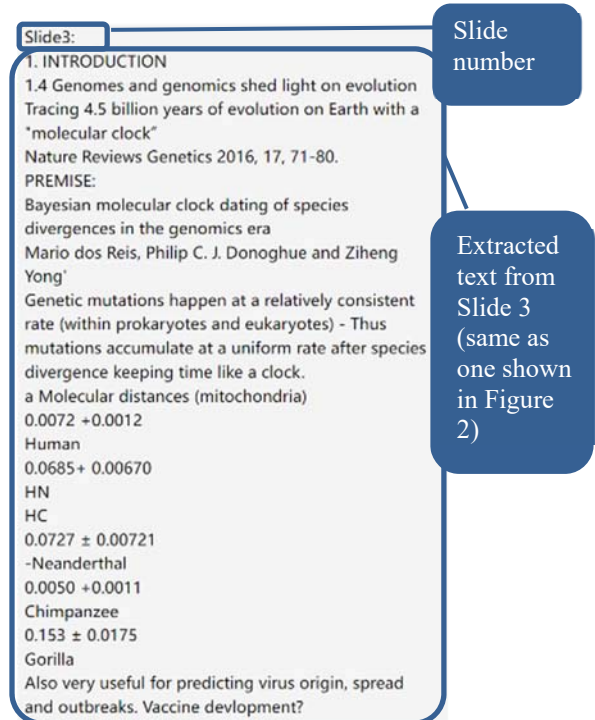 Slide3:
1. INTRODUCTION
1.4 Genomes and genomics shed light on evolution
Tracing 4.5 billion years of evolution on Earth with a
"molecular clock"
Nature Reviews Genetics 2016, 17, 71-80.
PREMISE:
Bayesian molecular clock dating of species
divergences in the genomics era
Mario dos Reis, Philip C. J. Donoghue and Ziheng
Yong'
Genetic mutations happen at a relatively consistent
rate (within prokaryotes and eukaryotes) - Thus
mutations accumulate at a uniform rate after species
divergence keeping time like a clock.
a Molecular distances (mitochondria)
0.0072 +0.0012
Human
0.0685+ 0.00670
HN
HC
0.0727 ± 0.00721
-Neanderthal
0.0050 +0.0011
Chimpanzee
0.153 ± 0.0175
Gorilla
Also very useful for predicting virus origin, spread
and outbreaks. Vaccine devlopment?
Slide
number
Extracted
text from
Slide 3
(same as
one shown
in Figure
2)